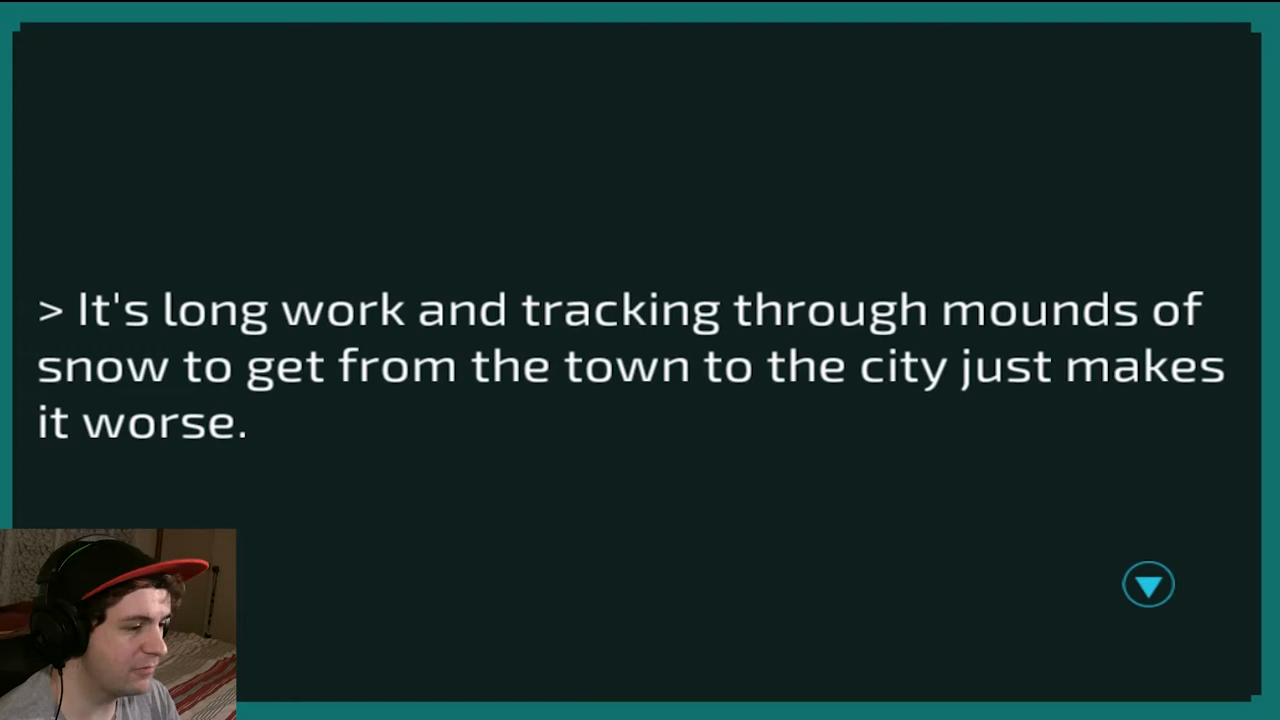 > It's long work and tracking through mounds of
snow to get from the town to the city just makes
it worse.